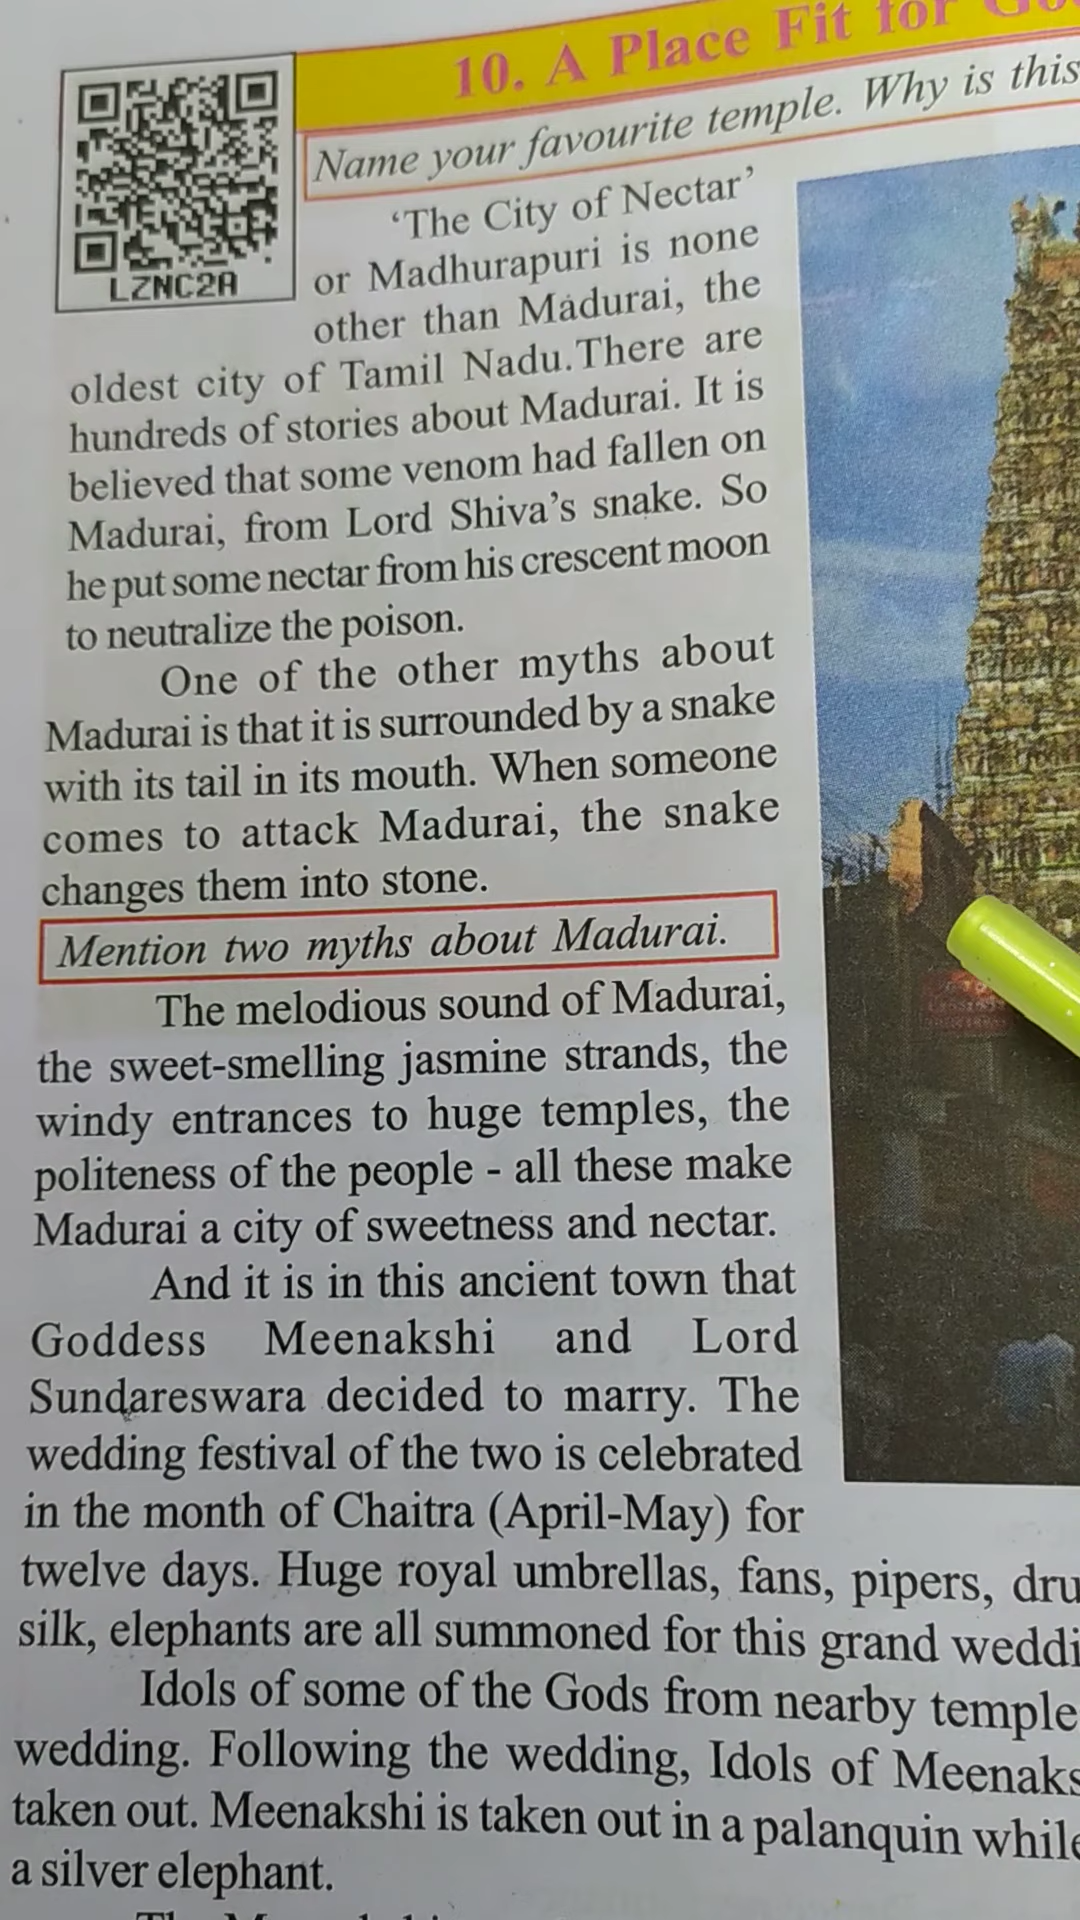 10. A Place Fit for
Name your favourite temple. Why is this
LZNC2A
‘The City of Nectar’
or Madhurapuri is none
other than Madurai, the
oldest city of Tamil Nadu.There are
hundreds of stories about Madurai. It is
believed that some venom had fallen on
Madurai, from Lord Shiva’s snake. So
he put some nectar from his crescent moon
to neutralize the poison.
One of the other myths about
Madurai is that it is surrounded by a snake
with its tail in its mouth. When someone
comes to attack Madurai, the snake
changes them into stone.
Mention two myths about Madurai.
The melodious sound of Madurai,
the sweet-smelling jasmine strands, the
windy entrances to huge temples, the
politeness of the people - all these make
Madurai a city of sweetness and nectar.
And it is in this ancient town that
Goddess Meenakshi and Lord
Sundareswara decided to marry. The
wedding festival of the two is celebrated
in the month of Chaitra (April-May) for
twelve days. Huge royal umbrellas, fans, pipers, dru
silk, elephants are all summoned for this grand weddi
Idols of some of the Gods from nearby temple
wedding. Following the wedding, Idols of Meenaks
taken out. Meenakshi is taken out in a palanquin while
a silver elephant.